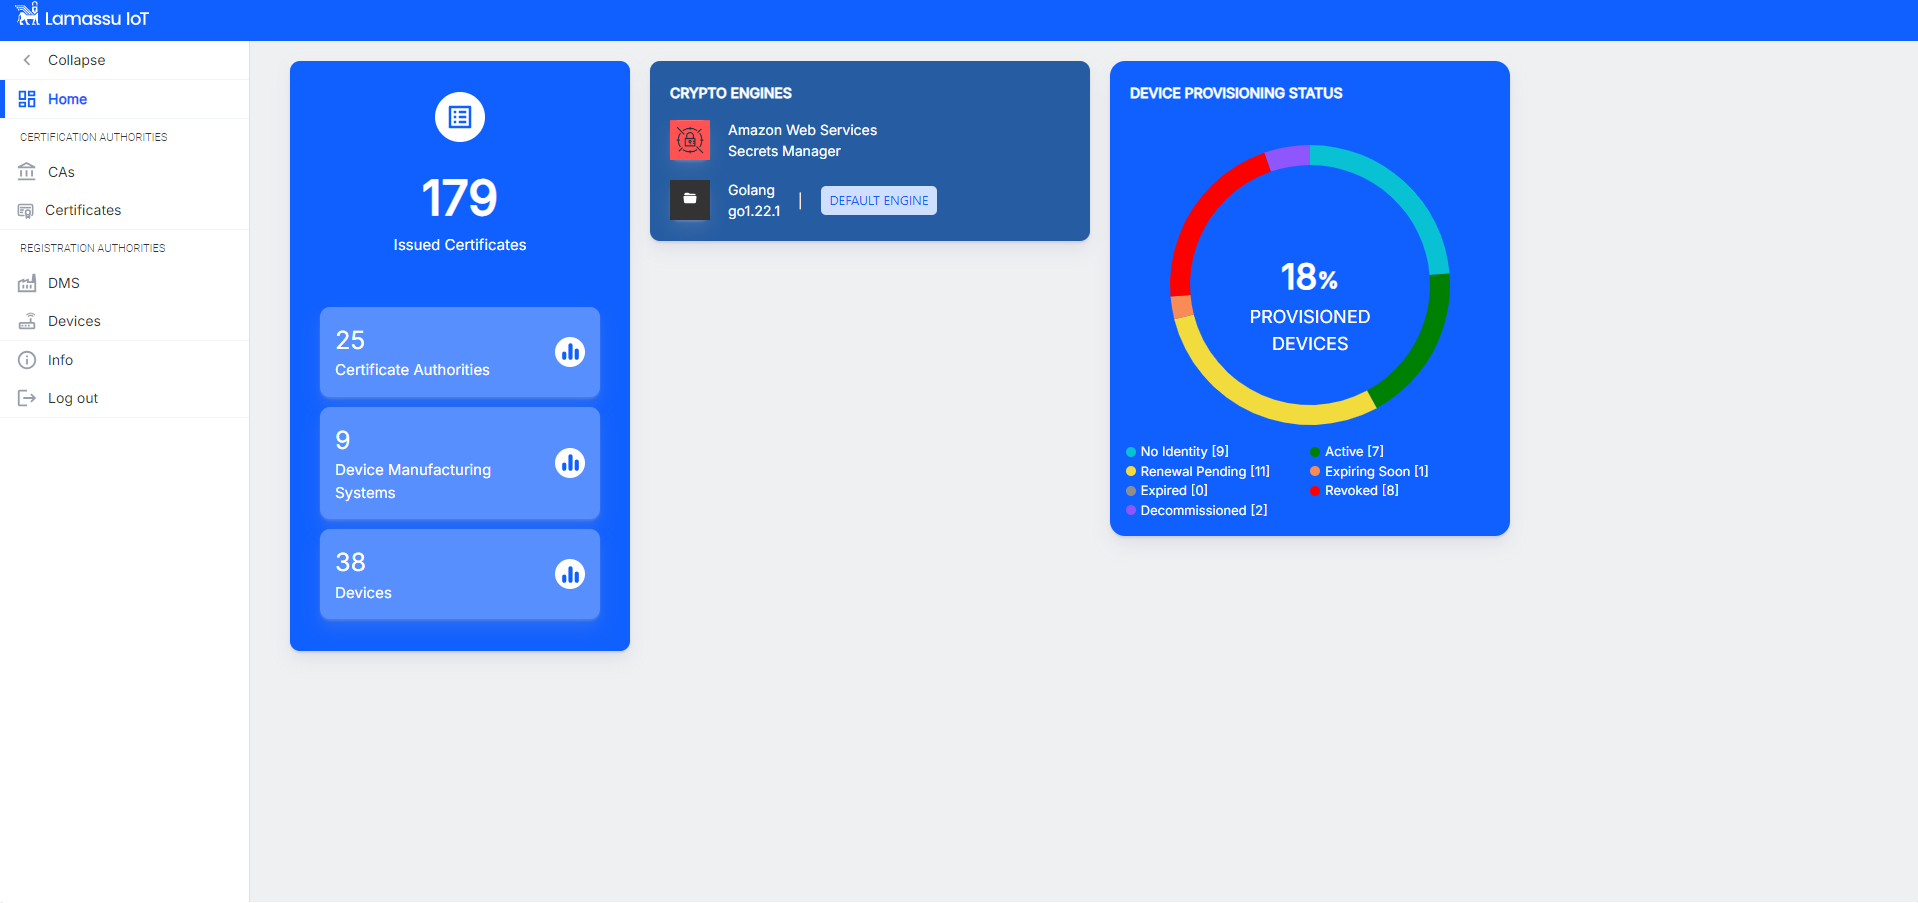 Lamassu IoT
Collapse
Home
CERTIFICATION AUTHORITIES
CAs
Certificates
REGISTRATION AUTHORITIES
DMS
Devices
Info
Log out
179
Issued Certificates
25
Certificate Authorities
9
Device Manufacturing
Systems
38
Devices
CRYPTO ENGINES
Amazon Web Services
Secrets Manager
Golang
go1.22.1
|
DEFAULT ENGINE
DEVICE PROVISIONING STATUS
18%
PROVISIONED
DEVICES
No Identity [9]
Active [7]
Renewal Pending [11]
Expiring Soon [1]
Expired [0]
Revoked [8]
Decommissioned [2]